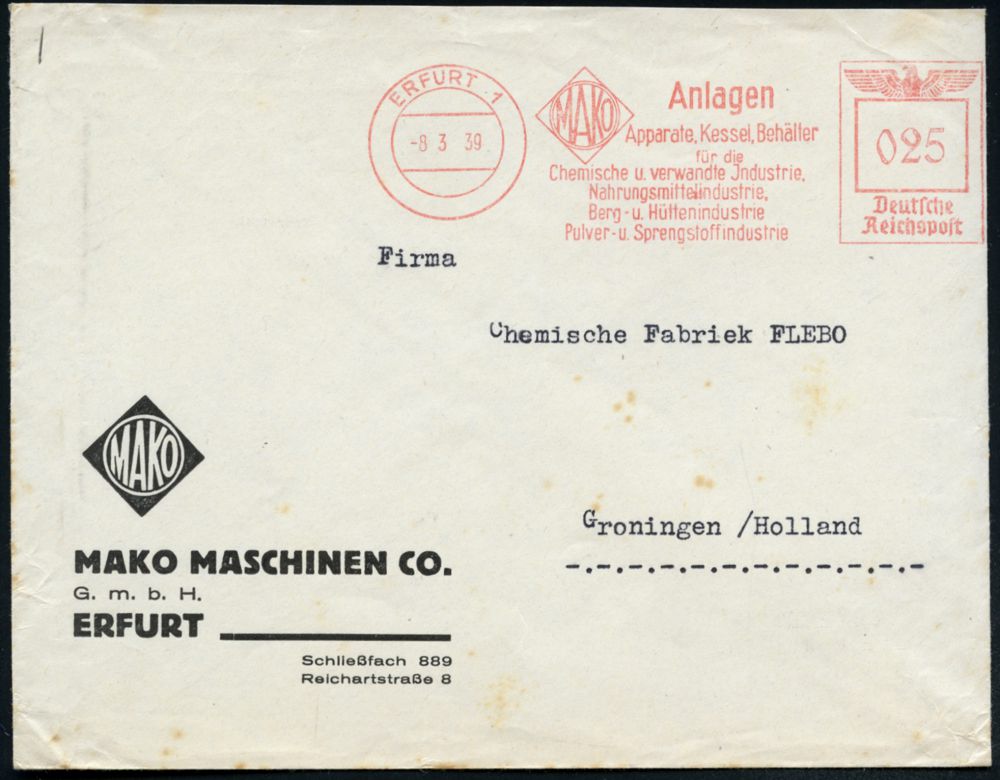 ERFURT 1
-8 3 39
MAKO
Anlagen
Apparate, Kessel, Behälter
für die
Chemische u. verwandte Jndustrie,
Nahrungsmittelindustrie,
Berg- u. Hüttenindustrie
Pulver- u. Sprengstoffindustrie
025
Deutsche
Reichspost
Firma
Chemische Fabriek FLEBO
Groningen /Holland
-.-.-.-.-.-.-.-.-.-.-.-
MAKO
MAKO MASCHINEN CO.
G. m. b. H.
ERFURT
Schließfach 889
Reichartstraße 8